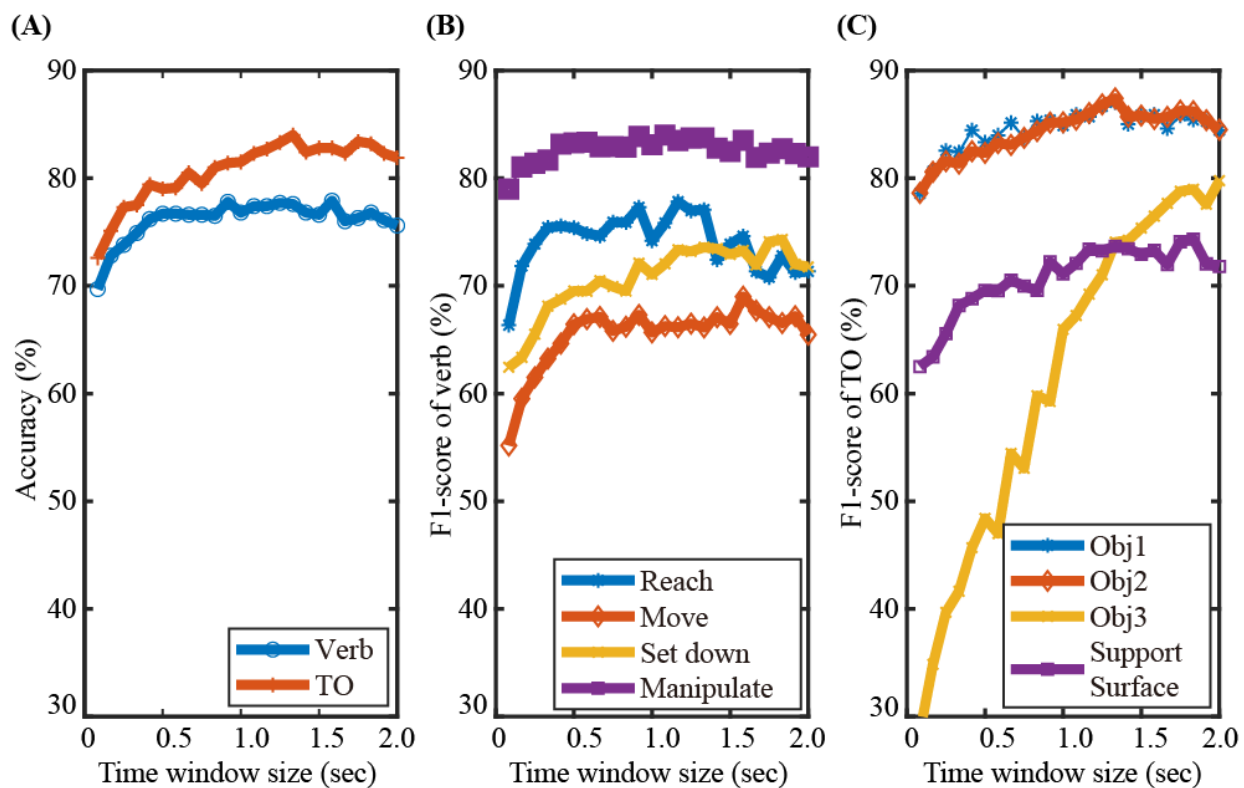 (A)
90
80
70
60
50
40
30
Accuracy (%)
0 0.5 1.0 1.5 2.0
Time window size (sec)
Verb
TO
(B)
90
80
70
60
50
40
30
F1-score of verb (%)
0 0.5 1.0 1.5 2.0
Time window size (sec)
Reach
Move
Set down
Manipulate
(C)
90
80
70
60
50
40
30
F1-score of TO (%)
0 0.5 1.0 1.5 2.0
Time window size (sec)
Obj1
Obj2
Obj3
Support
Surface